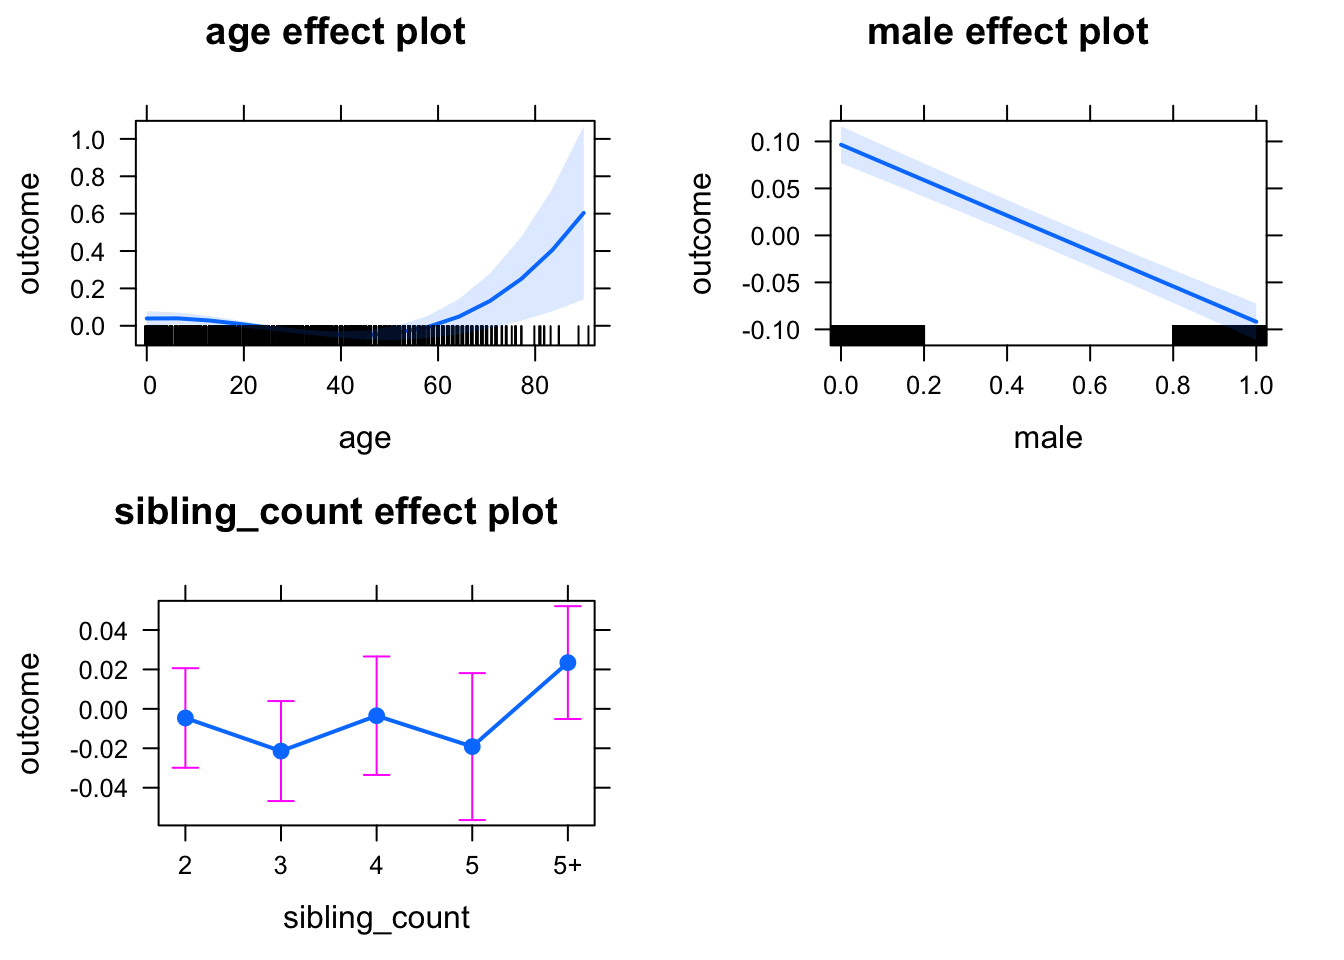 age effect plot
outcome
1.0
0.8
0.6
0.4
0.2
0.0
0 20 40 60 80
age
male effect plot
outcome
0.10
0.05
0.00
-0.05
-0.10
0.0 0.2 0.4 0.6 0.8 1.0
male
sibling_count effect plot
outcome
0.04
0.02
0.00
-0.02
-0.04
2 3 4 5 5+
sibling_count